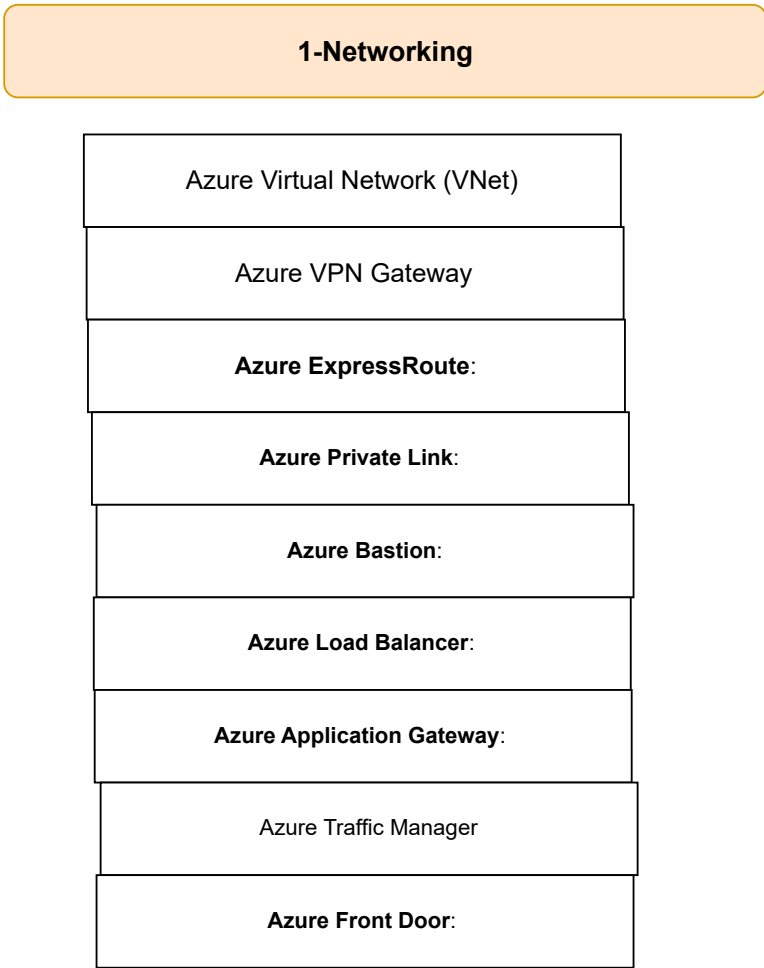 1-Networking
Azure Virtual Network (VNet)
Azure VPN Gateway
Azure ExpressRoute:
Azure Private Link:
Azure Bastion:
Azure Load Balancer:
Azure Application Gateway:
Azure Traffic Manager
Azure Front Door: